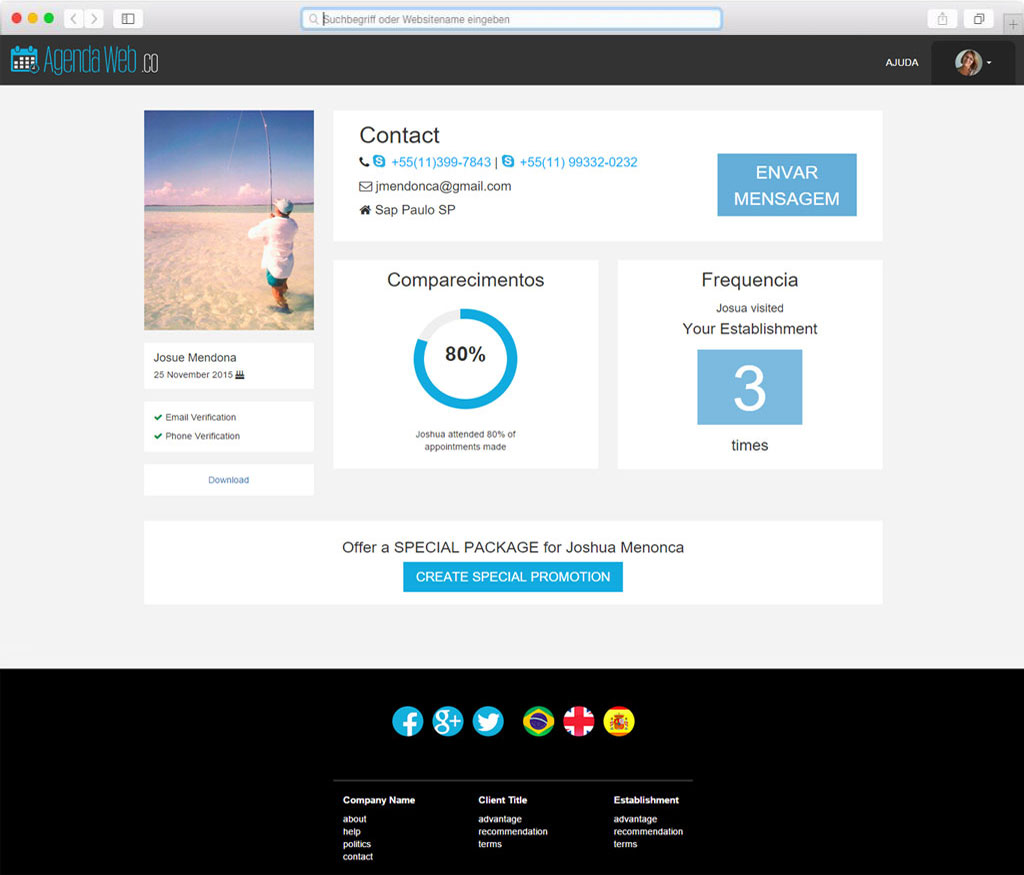 Suchbegriff oder Websitename eingeben
Agenda Web .co
AJUDA
Contact
+55(11)399-7843 | +55(11) 99332-0232
jmendonca@gmail.com
Sap Paulo SP
ENVAR
MENSAGEM
Josue Mendona
25 November 2015
Email Verification
Phone Verification
Download
Comparecimentos
80%
Joshua attended 80% of
appointments made
Frequencia
Josua visited
Your Establishment
3
times
Offer a SPECIAL PACKAGE for Joshua Menonca
CREATE SPECIAL PROMOTION
Company Name
about
help
politics
contact
Client Title
advantage
recommendation
terms
Establishment
advantage
recommendation
terms